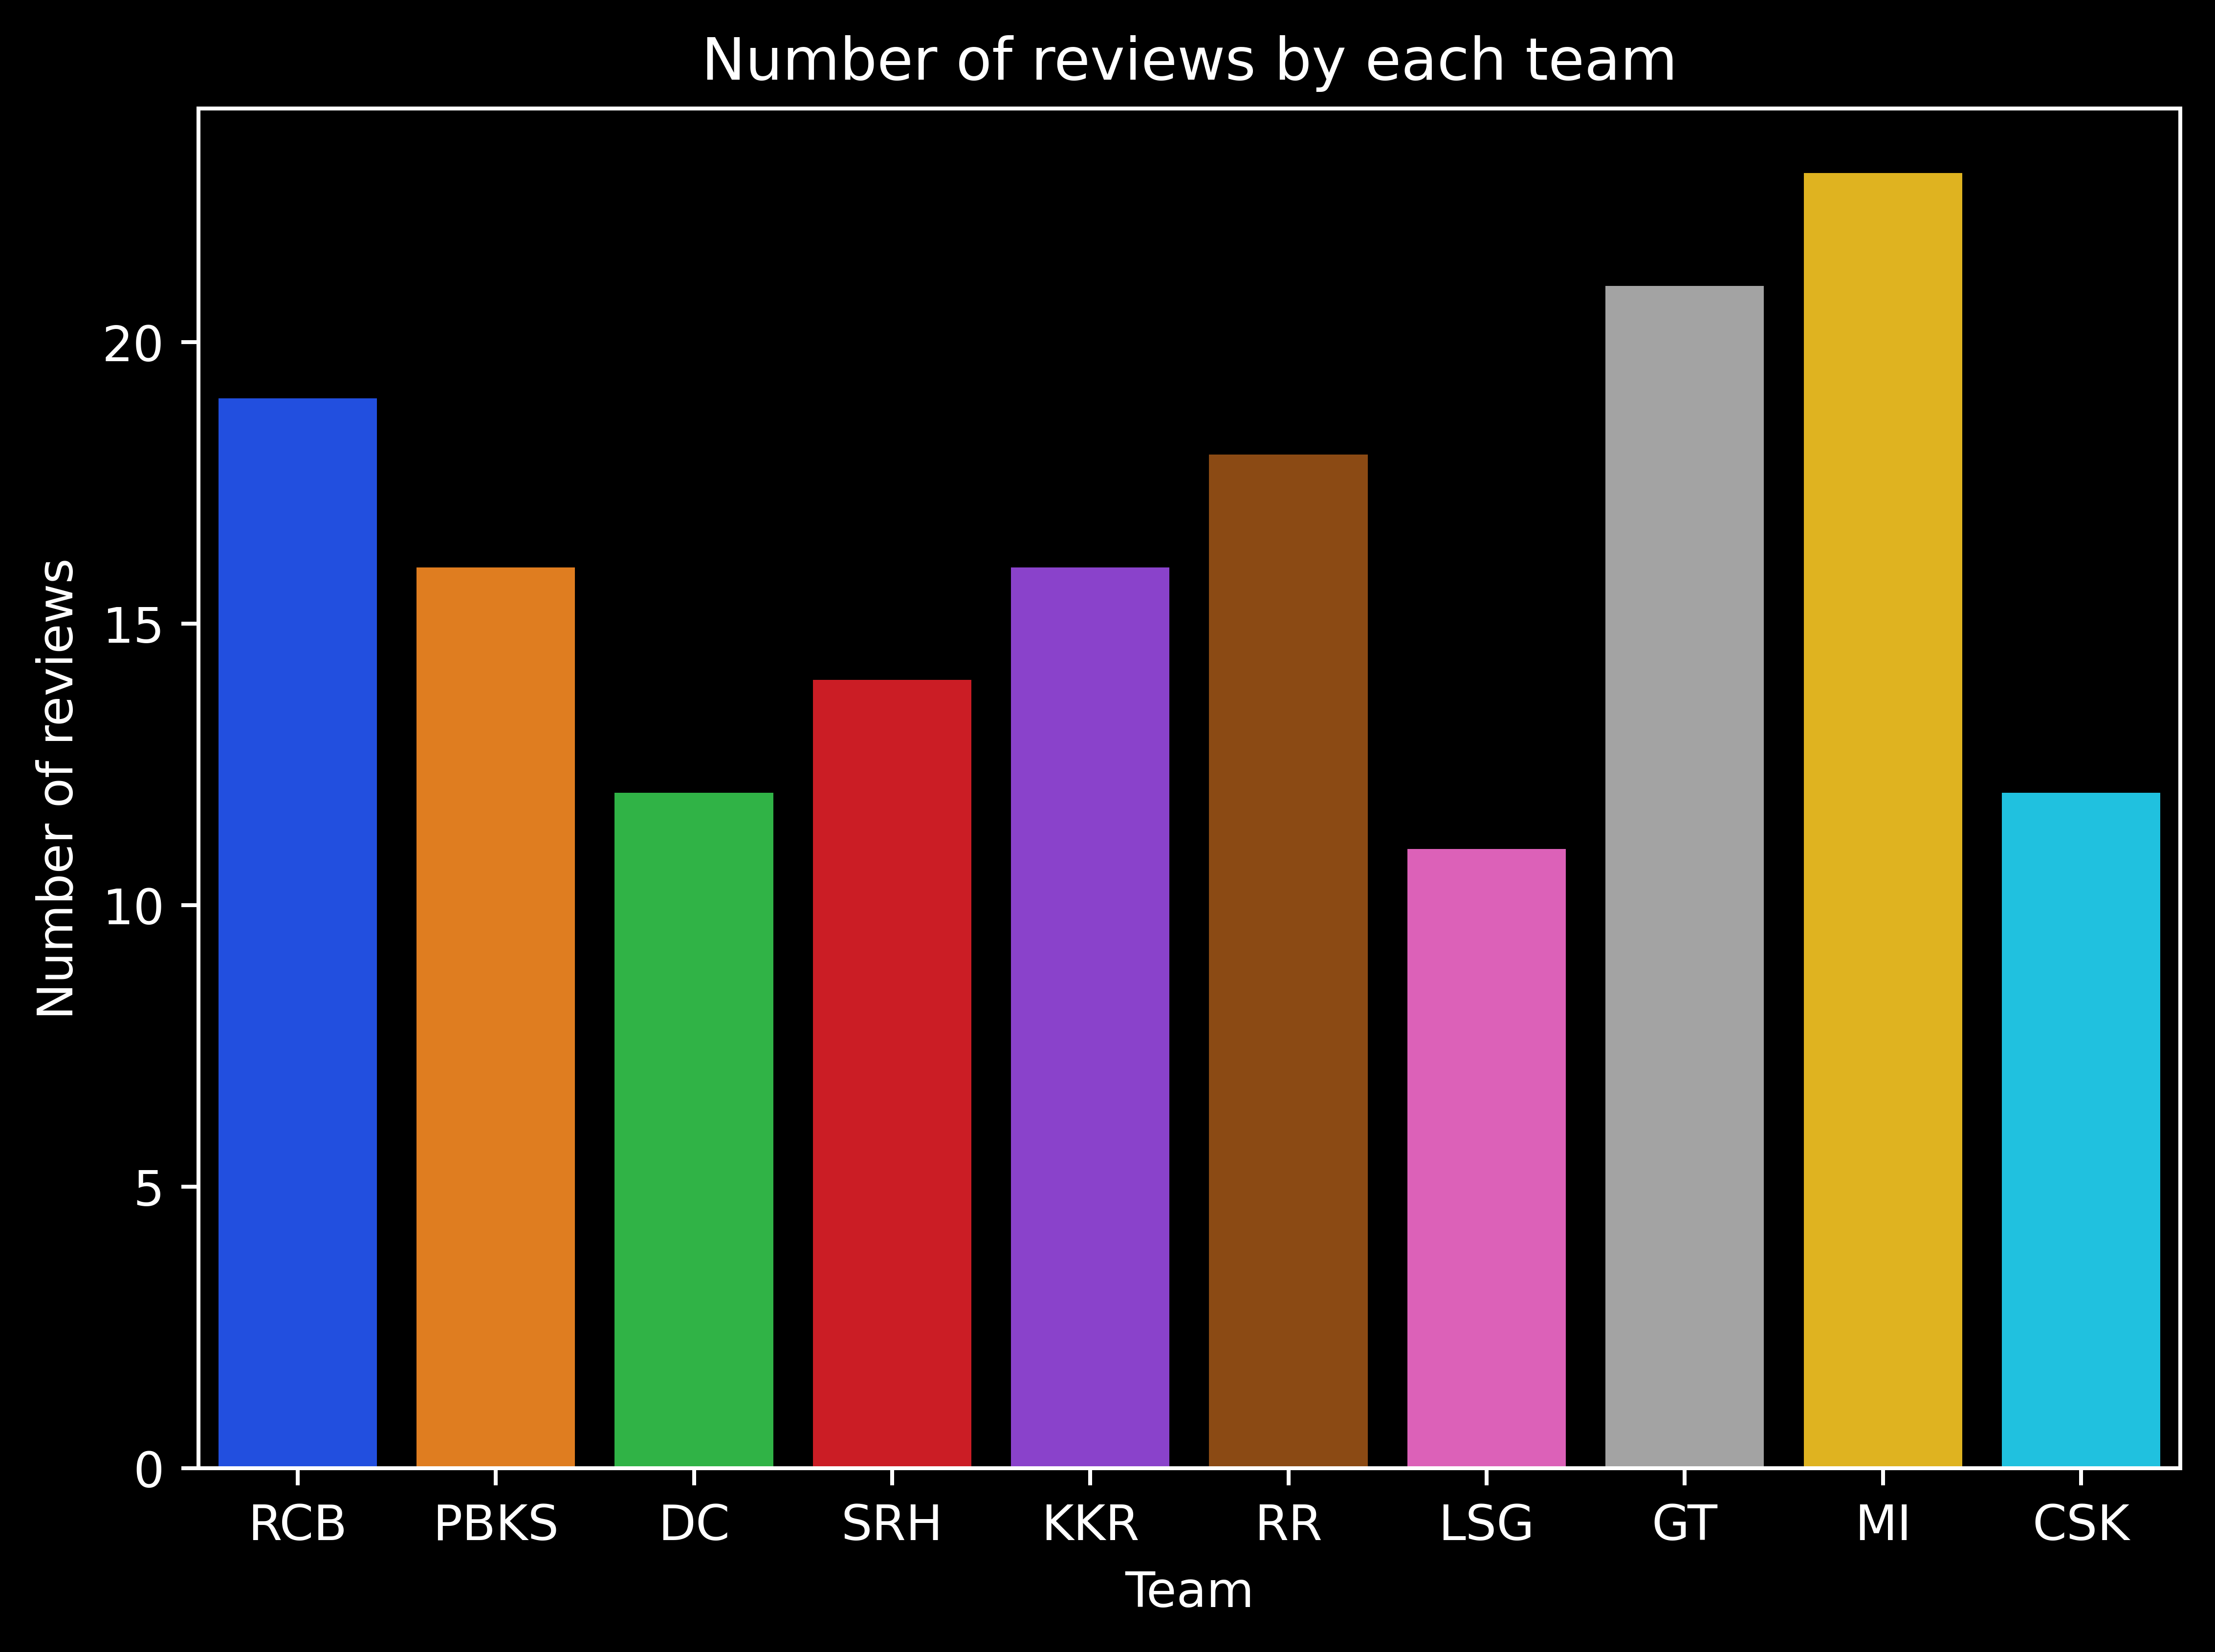 Number of reviews by each team
Number of reviews
20
15
10
5
0
RCB PBKS DC SRH KKR RR LSG GT MI CSK
Team